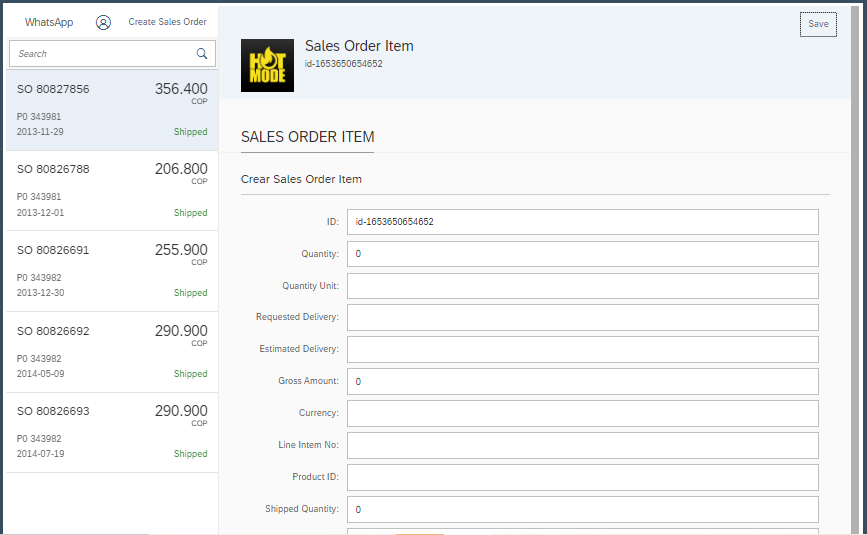 WhatsApp
Create Sales Order
Search
SO 80827856
356.400
COP
P0 343981
2013-11-29
Shipped
SO 80826788
206.800
COP
P0 343981
2013-12-01
Shipped
SO 80826691
255.900
COP
P0 343982
2013-12-30
Shipped
SO 80826692
290.900
COP
P0 343982
2014-05-09
Shipped
SO 80826693
290.900
COP
P0 343982
2014-07-19
Shipped
Save
HOT
MODE
Sales Order Item
id-1653650654652
SALES ORDER ITEM
Crear Sales Order Item
ID: id-1653650654652
Quantity: 0
Quantity Unit:
Requested Delivery:
Estimated Delivery:
Gross Amount: 0
Currency:
Line Intem No:
Product ID:
Shipped Quantity: 0